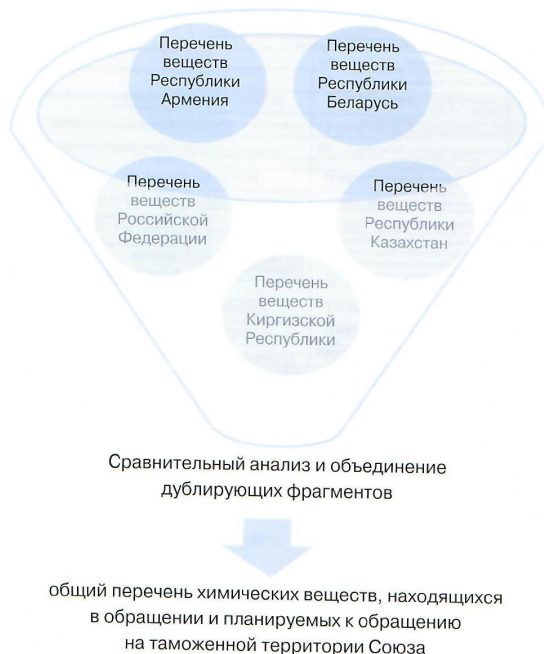 Перечень
веществ
Республики
Армения
Перечень
веществ
Республики
Беларусь
Перечень
веществ
Российской
Федерации
Перечень
веществ
Республики
Казахстан
Перечень
веществ
Киргизской
Республики
Сравнительный анализ и объединение
дублирующих фрагментов
общий перечень химических веществ, находящихся
в обращении и планируемых к обращению
на таможенной территории Союза